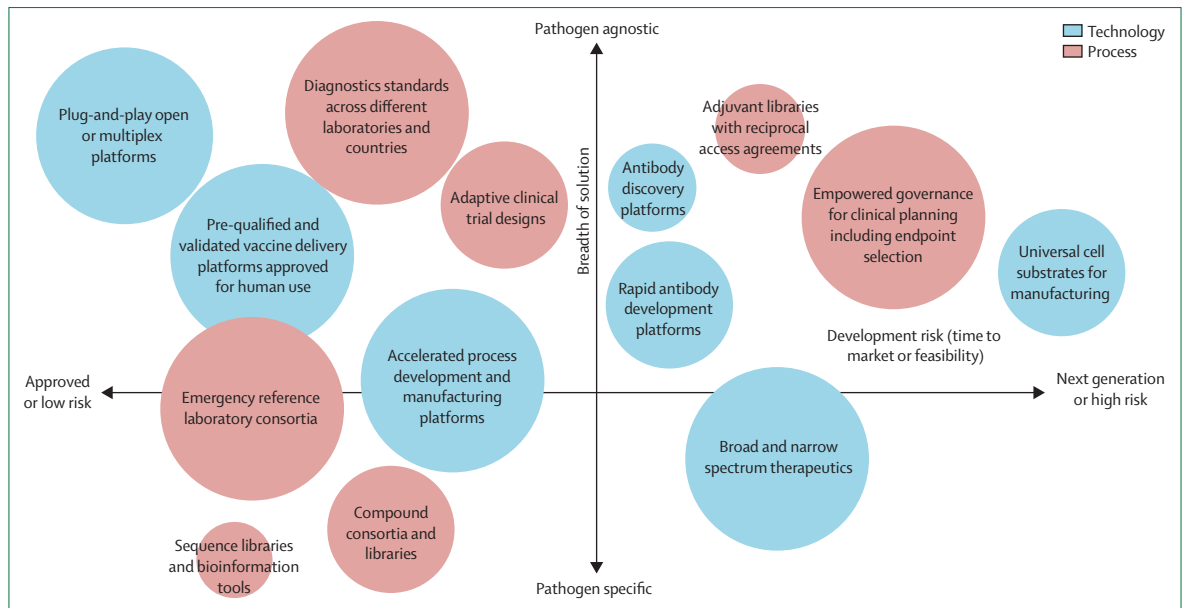 Pathogen agnostic
Technology
Process
Plug-and-play open
or multiplex
platforms
Diagnostics standards
across different
laboratories and
countries
Adaptive clinical
trial designs
Pre-qualified and
validated vaccine delivery
platforms approved
for human use
Breadth of solution
Adjuvant libraries
with reciprocal
access agreements
Antibody
discovery
platforms
Empowered governance
for clinical planning
including endpoint
selection
Universal cell
substrates for
manufacturing
Rapid antibody
development
platforms
Development risk (time to
market or feasibility)
Approved
or low risk
Emergency reference
laboratory consortia
Accelerated process
development and
manufacturing
platforms
Next generation
or high risk
Broad and narrow
spectrum therapeutics
Compound
consortia and
libraries
Sequence libraries
and bioinformation
tools
Pathogen specific